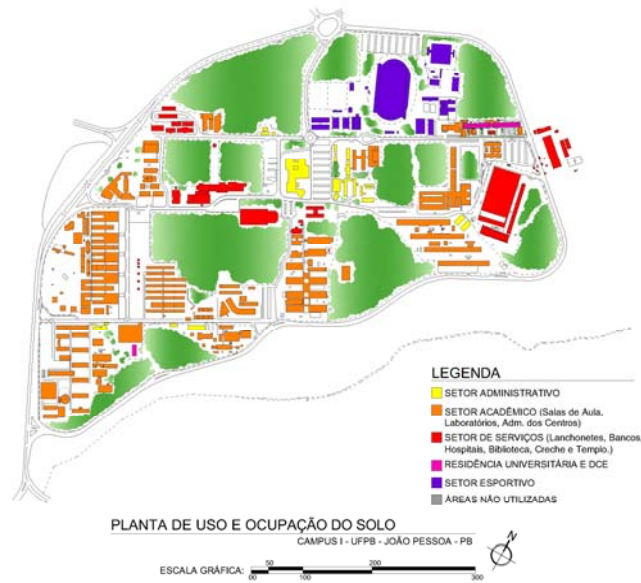 LEGENDA
SETOR ADMINISTRATIVO
SETOR ACADÊMICO (Salas de Aula,
Laboratórios, Adm. dos Centros)
SETOR DE SERVIÇOS (Lanchonetes, Bancos,
Hospitais, Biblioteca, Creche e Templo.)
RESIDÊNCIA UNIVERSITÁRIA E DCE
SETOR ESPORTIVO
ÁREAS NÃO UTILIZADAS
PLANTA DE USO E OCUPAÇÃO DO SOLO
CAMPUS I - UFPB - JOÃO PESSOA - PB
N
ESCALA GRÁFICA:
50 200
00 100 300